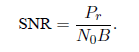 SNR = P_r / (N_0 B).